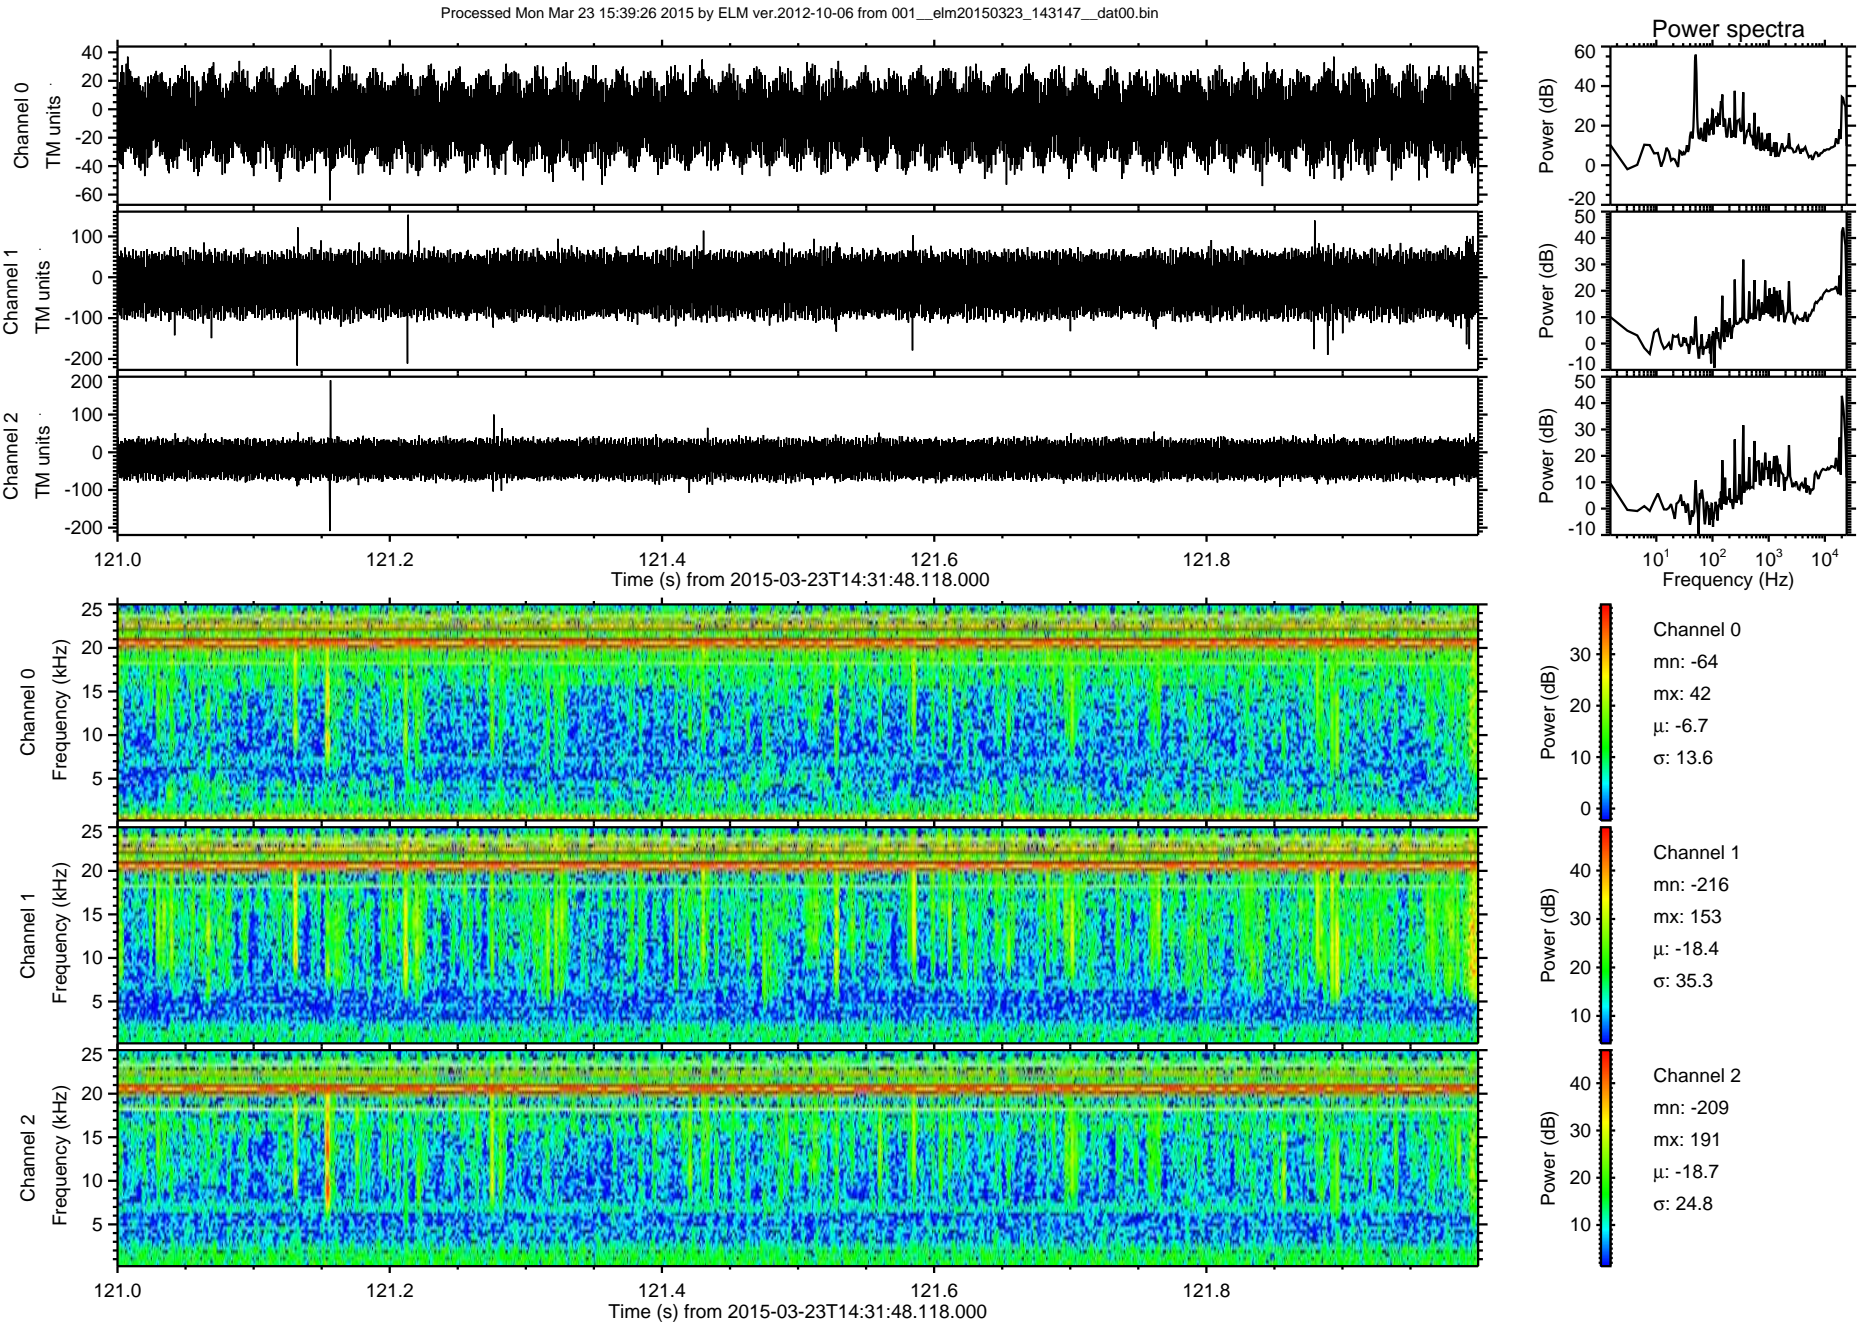 Processed Mon Mar 23 15:39:26 2015 by ELM ver.2012-10-06 from 001__elm20150323_143147__dat00.bin
Power spectra
Channel 0
TM units
40
20
0
-20
-40
-60
Power (dB)
60
40
20
0
-20
Channel 1
TM units
100
0
-100
-200
Power (dB)
50
40
30
20
10
0
-10
Channel 2
TM units
200
100
0
-100
-200
Power (dB)
50
40
30
20
10
0
-10
121.0 121.2 121.4 121.6 121.8
Time (s) from 2015-03-23T14:31:48.118.000
10¹ 10² 10³ 10⁴
Frequency (Hz)
Channel 0
Frequency (kHz)
25
20
15
10
5
Power (dB)
30
20
10
0
Channel 0
mn: -64
mx: 42
μ: -6.7
σ: 13.6
Channel 1
Frequency (kHz)
25
20
15
10
5
Power (dB)
40
30
20
10
Channel 1
mn: -216
mx: 153
μ: -18.4
σ: 35.3
Channel 2
Frequency (kHz)
25
20
15
10
5
Power (dB)
40
30
20
10
Channel 2
mn: -209
mx: 191
μ: -18.7
σ: 24.8
121.0 121.2 121.4 121.6 121.8
Time (s) from 2015-03-23T14:31:48.118.000